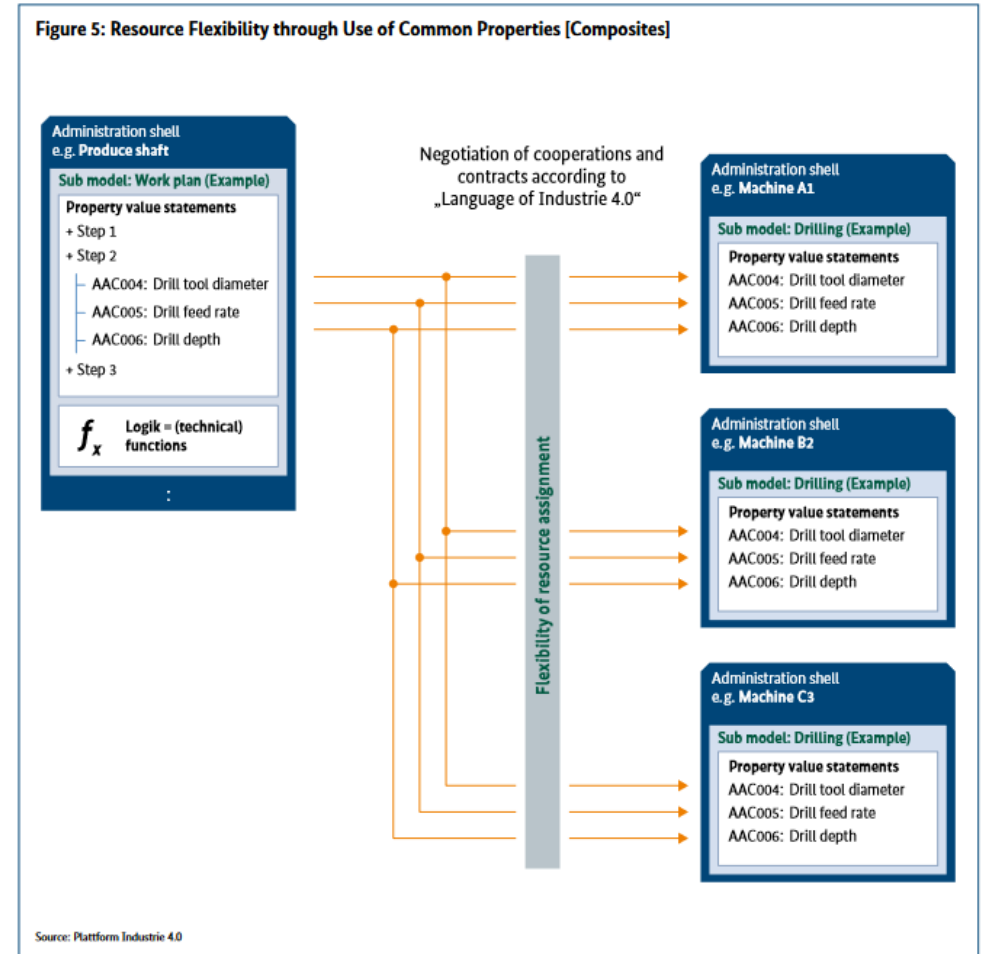 Figure 5: Resource Flexibility through Use of Common Properties [Composites]
Administration shell
e.g. Produce shaft
Sub model: Work plan (Example)
Property value statements
+ Step 1
+ Step 2
AAC004: Drill tool diameter
AAC005: Drill feed rate
AAC006: Drill depth
+ Step 3
fx
Logik = (technical)
functions
:
Negotiation of cooperations and
contracts according to
„Language of Industrie 4.0“
Flexibility of resource assignment
Administration shell
e.g. Machine A1
Sub model: Drilling (Example)
Property value statements
AAC004: Drill tool diameter
AAC005: Drill feed rate
AAC006: Drill depth
Administration shell
e.g. Machine B2
Sub model: Drilling (Example)
Property value statements
AAC004: Drill tool diameter
AAC005: Drill feed rate
AAC006: Drill depth
Administration shell
e.g. Machine C3
Sub model: Drilling (Example)
Property value statements
AAC004: Drill tool diameter
AAC005: Drill feed rate
AAC006: Drill depth
Source: Plattform Industrie 4.0